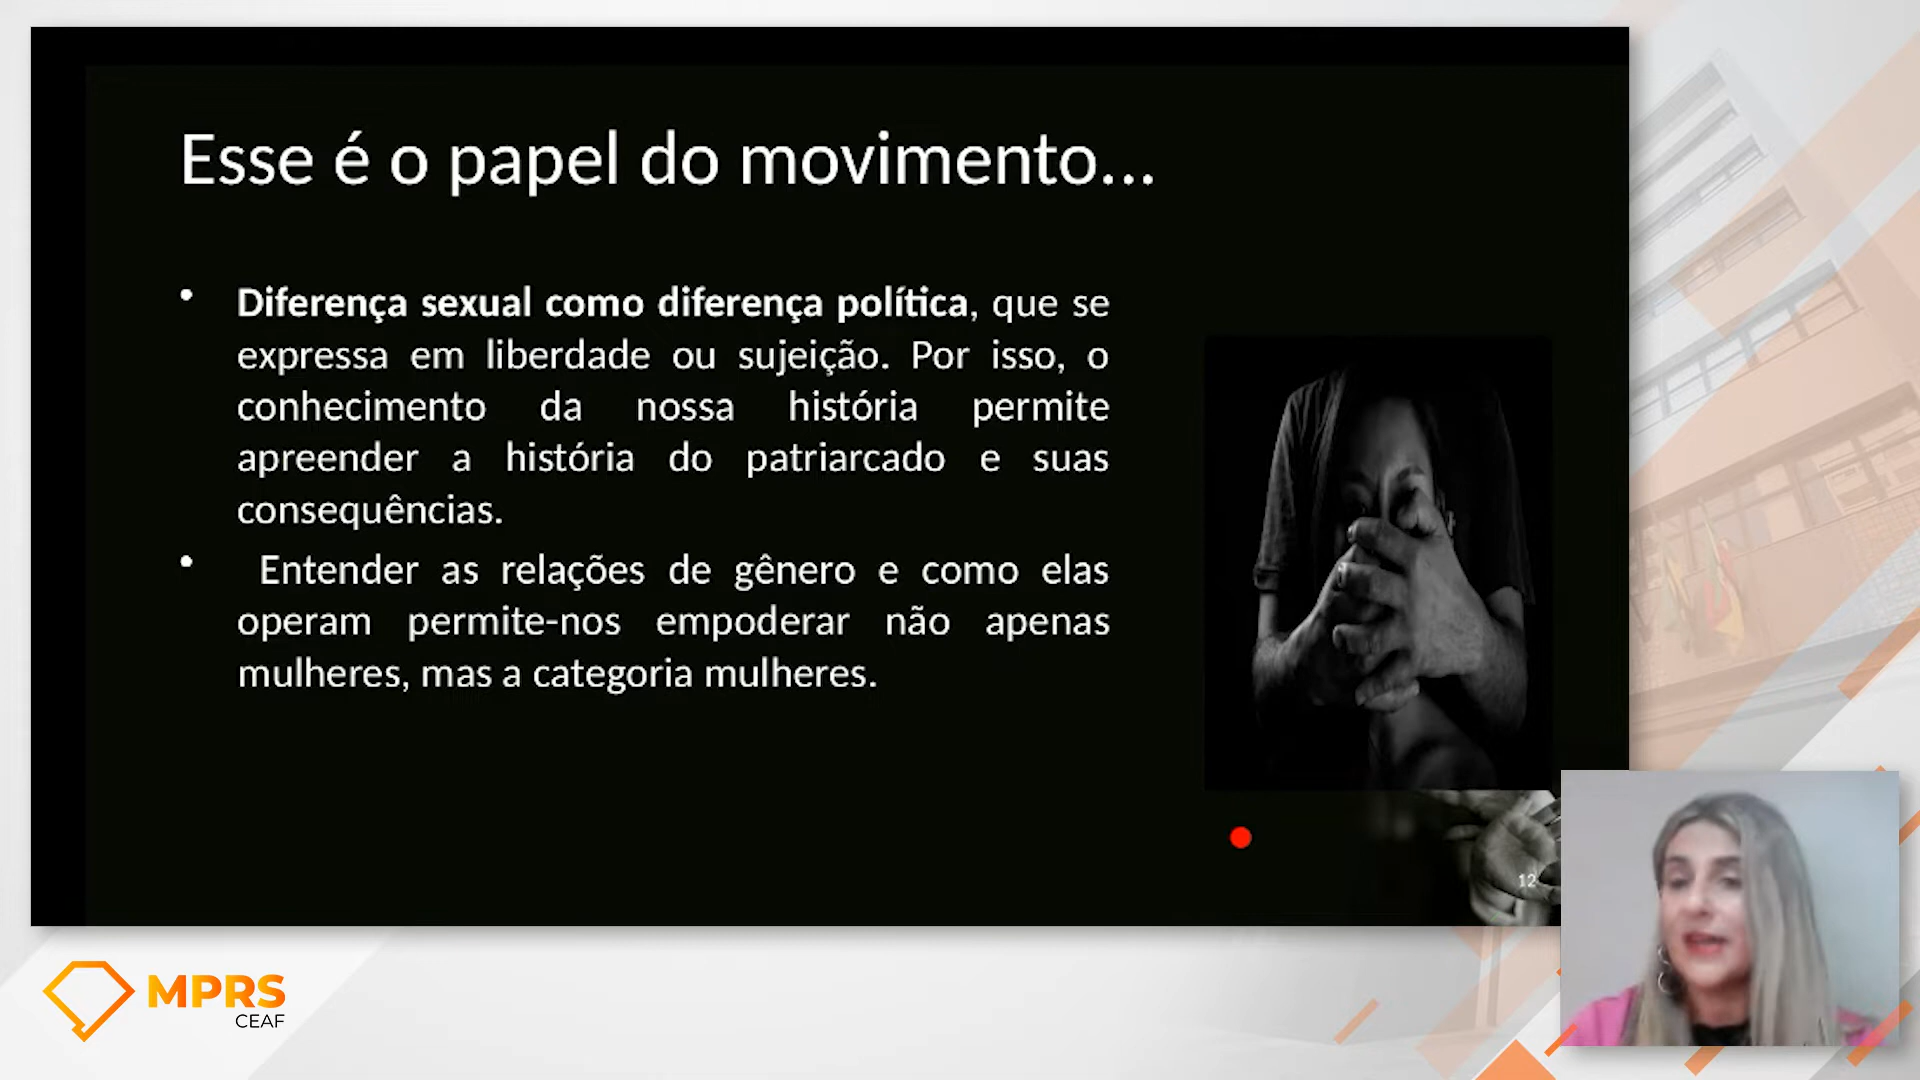 Esse é o papel do movimento...
• Diferença sexual como diferença política, que se
expressa em liberdade ou sujeição. Por isso, o
conhecimento da nossa história permite
apreender a história do patriarcado e suas
consequências.
• Entender as relações de gênero e como elas
operam permite-nos empoderar não apenas
mulheres, mas a categoria mulheres.
12
MPRS
CEAF